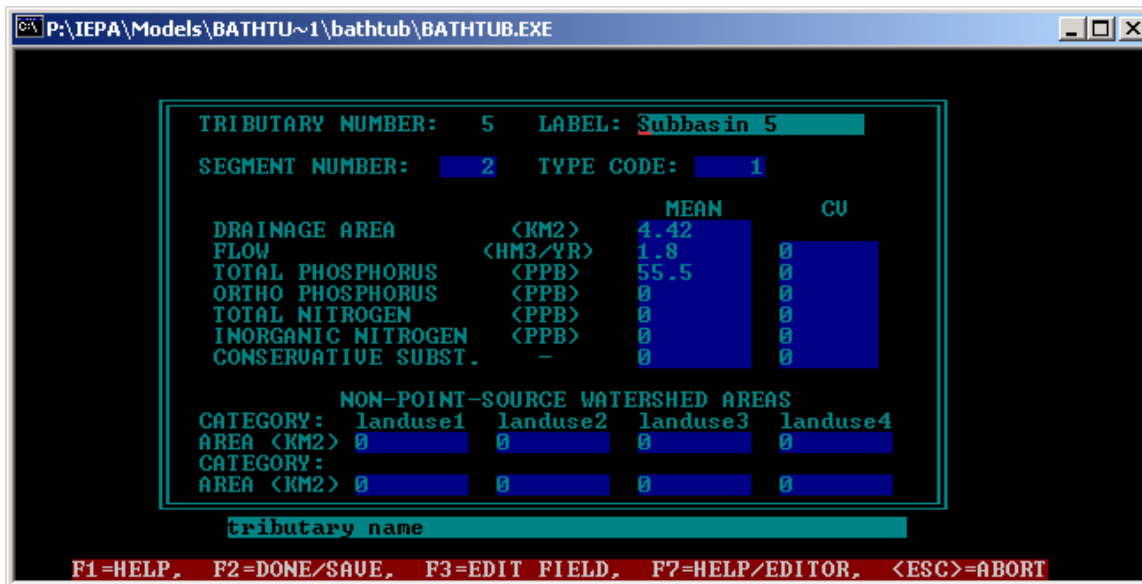 P:\IEPA\Models\BATHTU~1\bathtub\BATHTUB.EXE
TRIBUTARY NUMBER: 5 LABEL: Subbasin 5
SEGMENT NUMBER: 2 TYPE CODE: 1
MEAN CV
DRAINAGE AREA (KM2) 4.42
FLOW (HM3/YR) 1.8 0
TOTAL PHOSPHORUS (PPB) 55.5 0
ORTHO PHOSPHORUS (PPB) 0 0
TOTAL NITROGEN (PPB) 0 0
INORGANIC NITROGEN (PPB) 0 0
CONSERVATIVE SUBST. - 0 0
NON-POINT-SOURCE WATERSHED AREAS
CATEGORY: landuse1 landuse2 landuse3 landuse4
AREA (KM2) 0 0 0 0
CATEGORY:
AREA (KM2) 0 0 0 0
tributary name
F1=HELP, F2=DONE/SAVE, F3=EDIT FIELD, F7=HELP/EDITOR, <ESC>=ABORT